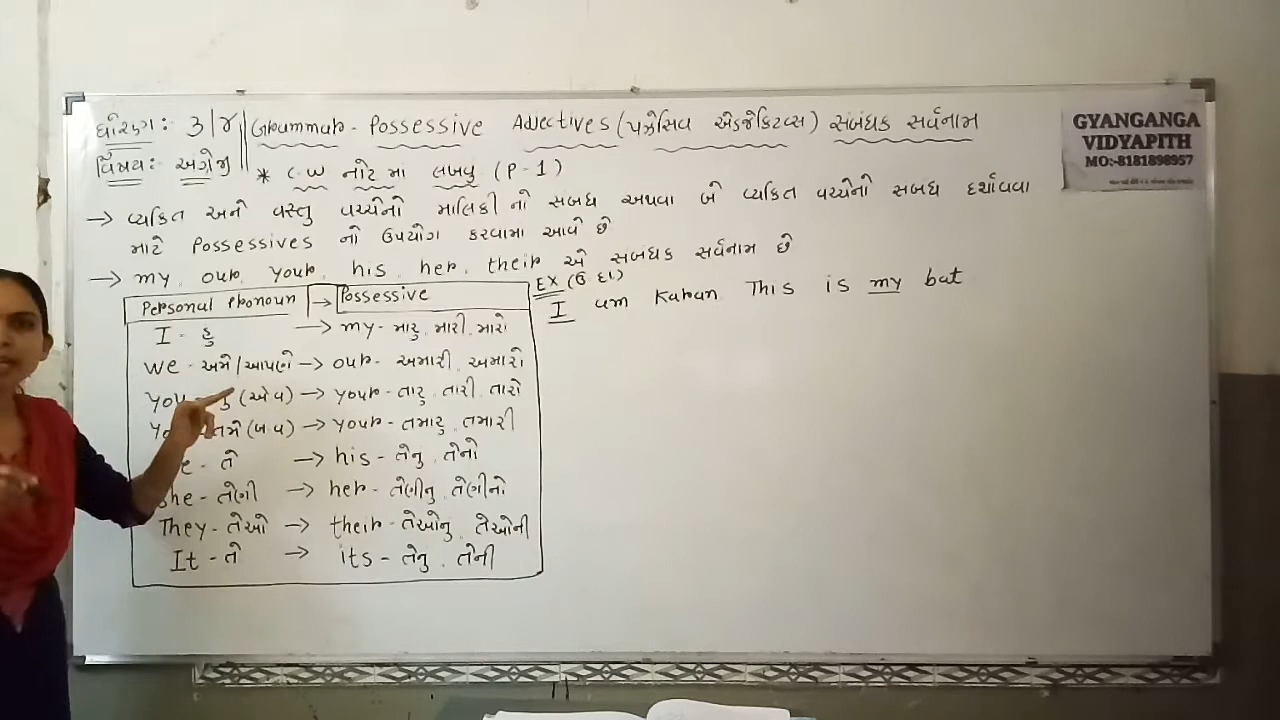 ધોરણ: ૩/૪ Grammar - Possessive Adjectives (પઝેસિવ એડજેક્ટિવ્સ) સંબંધક સર્વનામ
વિષય: અંગ્રેજી * C.W નોટ માં લખવુ (P-1)
GYANGANGA
VIDYAPITH
MO:-8181898957
→ વ્યકિત અને વસ્તુ વચ્ચેનો માલિકી નો સબંધ અથવા બે વ્યકિત વચ્ચેનો સબંધ દર્શાવવા
માટે Possessives નો ઉપયોગ કરવામા આવે છે
→ my, our, your, his, her, their એ સબંધક સર્વનામ છે
Personal Pronoun → Possessive
I - હુ → my - મારુ, મારી, મારો
we - અમે/આપણે → our - અમારી, અમારો
You - તુ (એ વ) → your - તારુ, તારી, તારો
તમે (બ વ) → your - તમારુ, તમારી
તે → his - તેનુ, તેનો
she - તેણી → her - તેણીનુ, તેણીનો
They - તેઓ → their - તેઓનુ, તેઓની
It - તે → its - તેનુ, તેની
EX (ઉ દા)
I am Karan. This is my bat